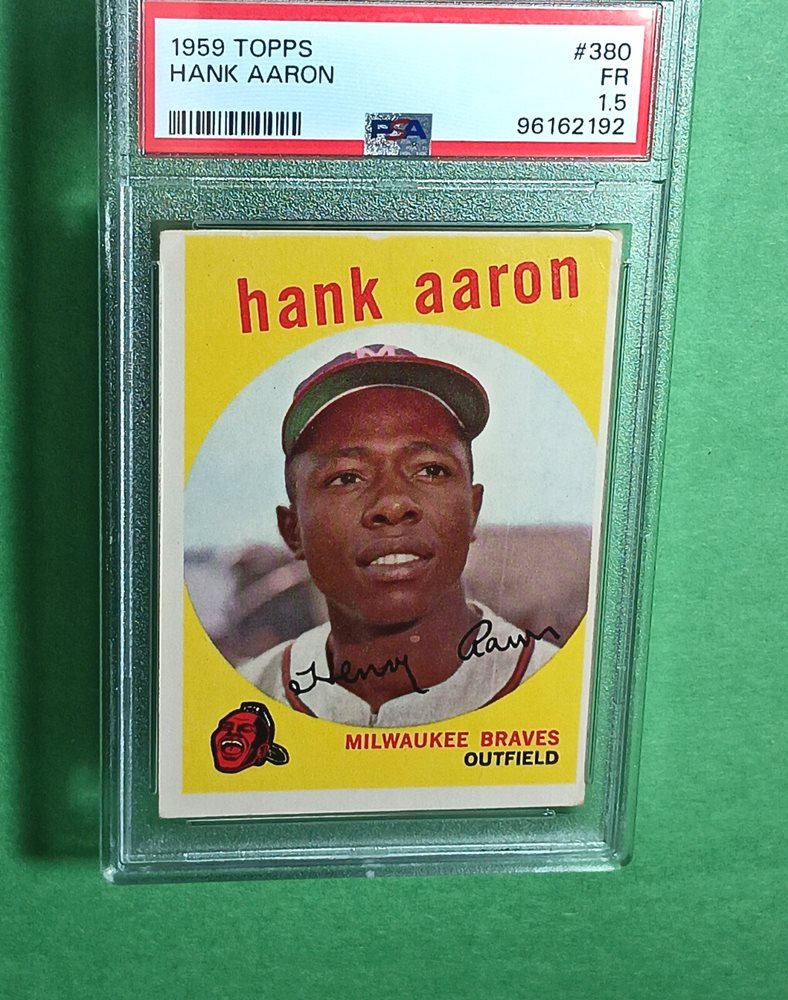 1959 TOPPS #380
HANK AARON FR
1.5
PSA 96162192
hank aaron
M
Henry Aaron
MILWAUKEE BRAVES
OUTFIELD